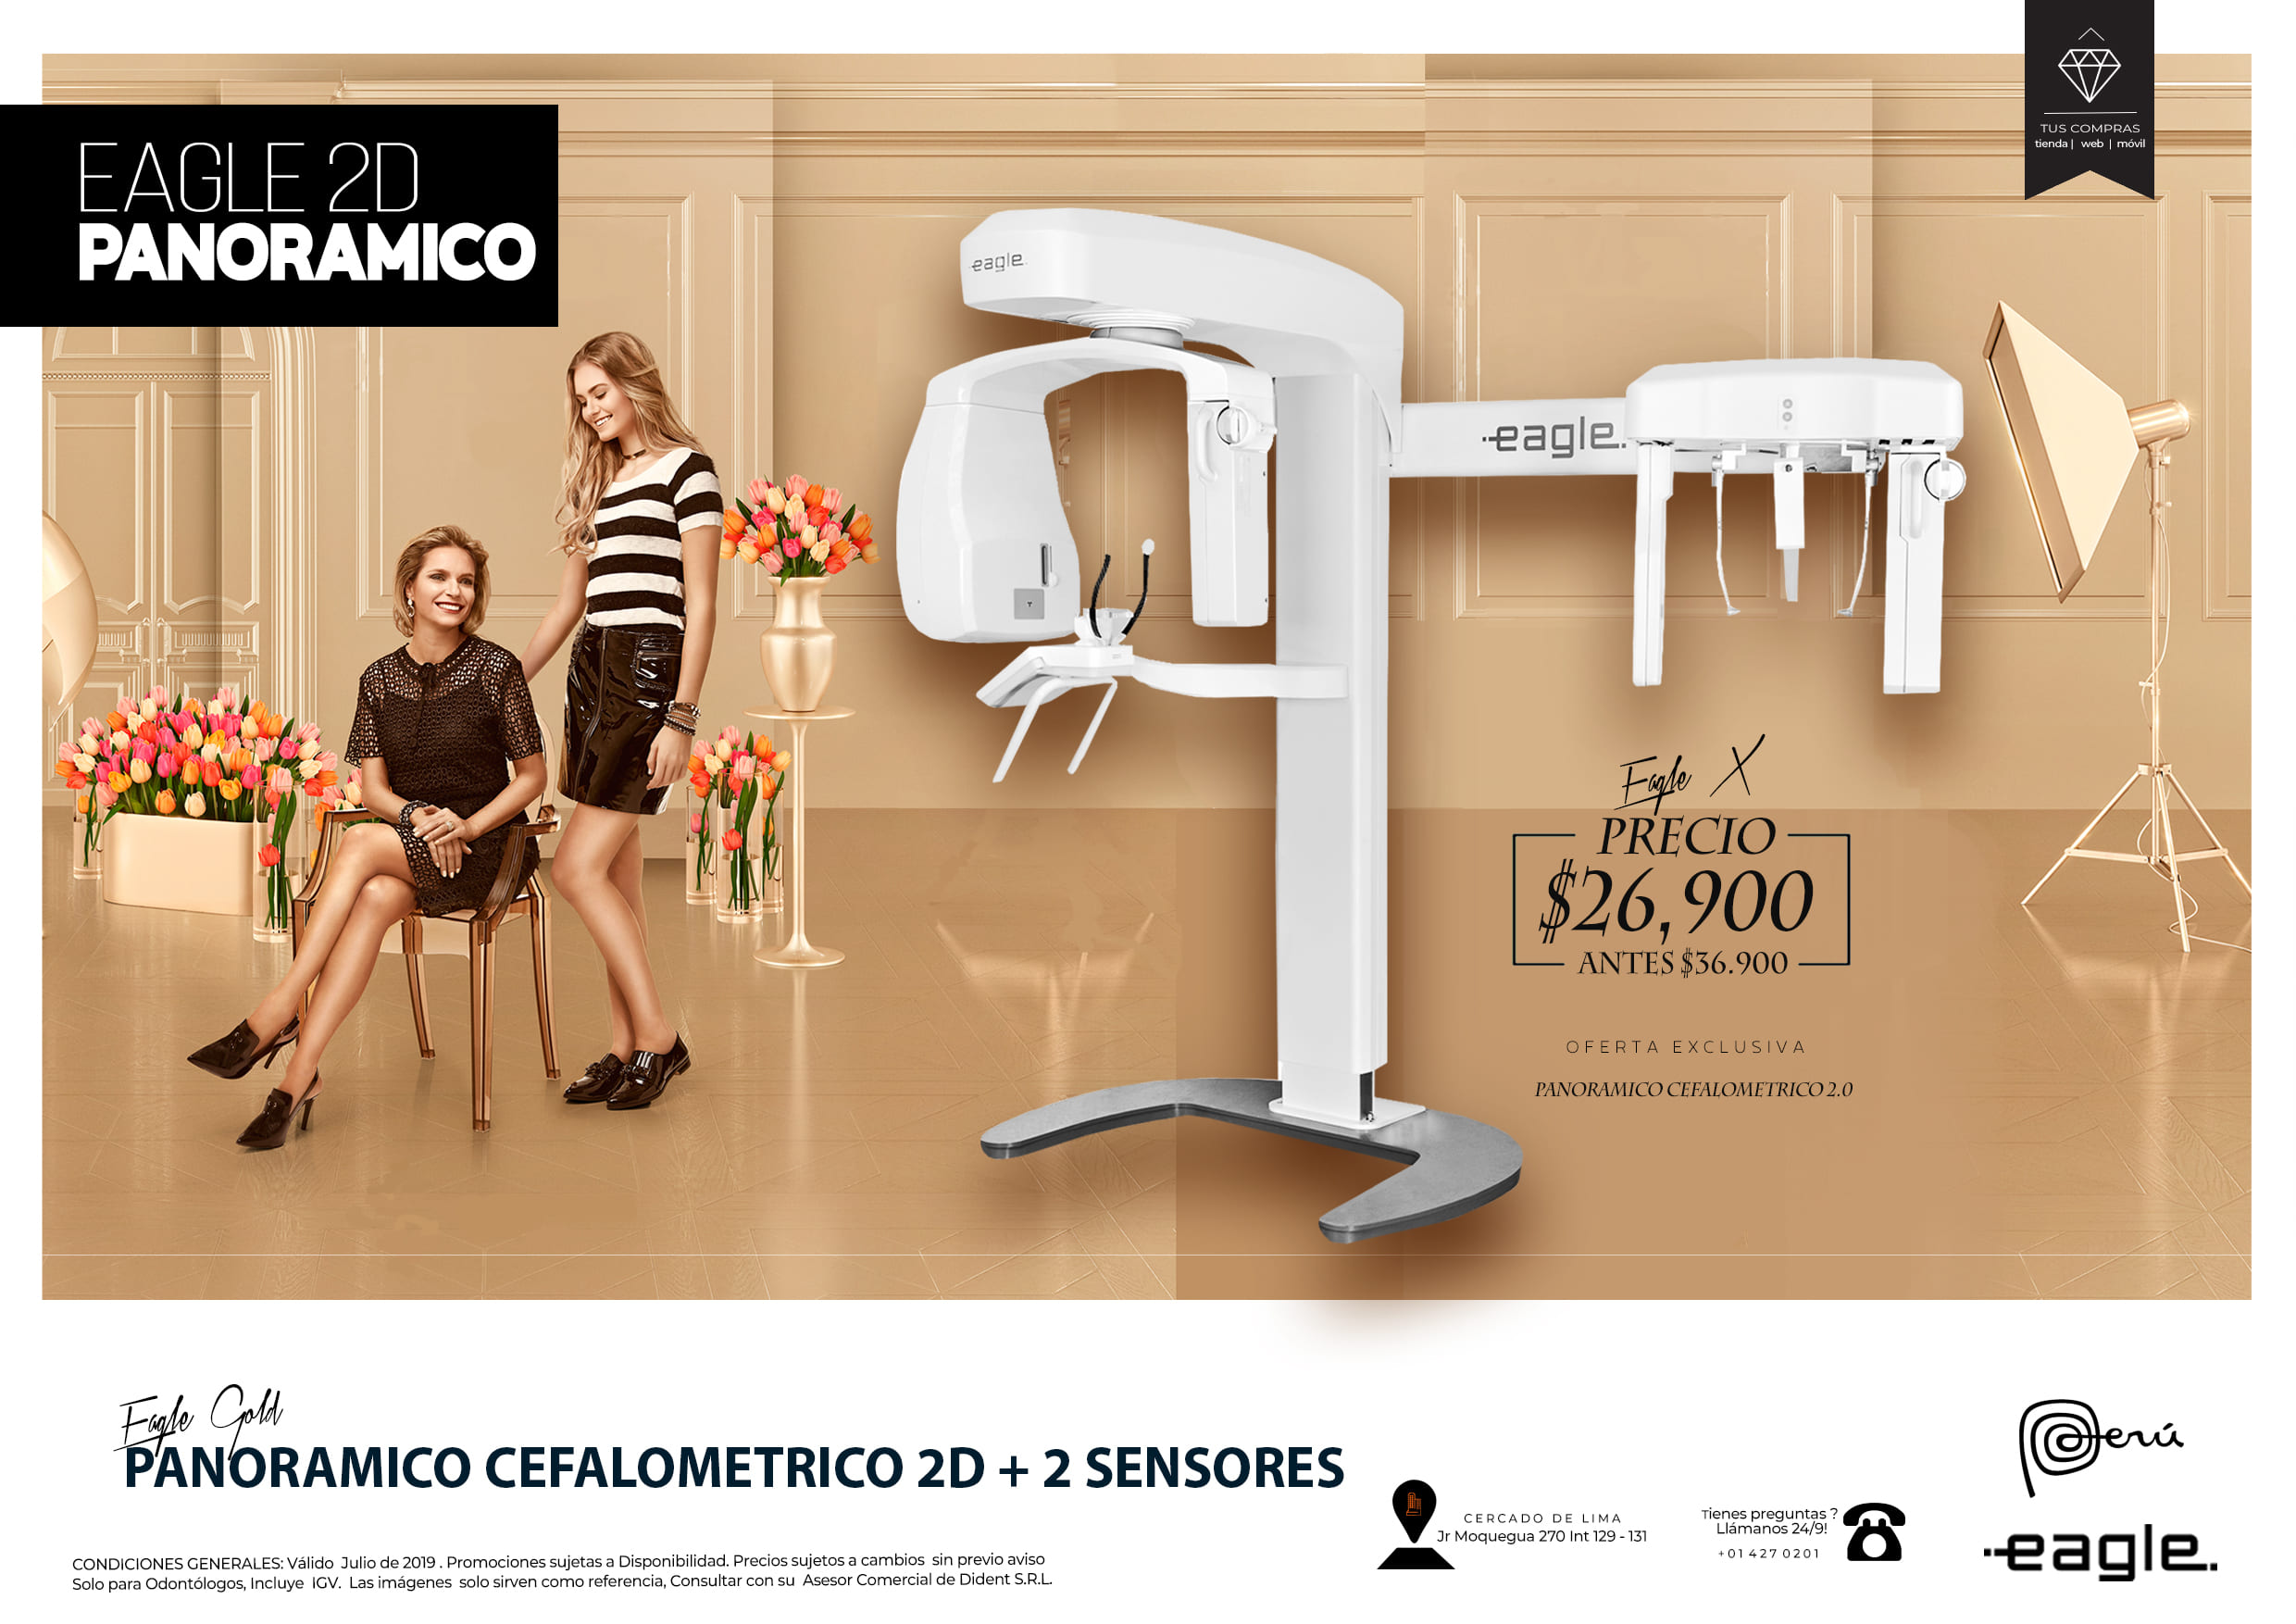 EAGLE 2D
PANORAMICO
TUS COMPRAS
tienda | web | móvil
eagle.
eagle.
Eagle X
PRECIO
$26,900
ANTES $36.900
OFERTA EXCLUSIVA
PANORAMICO CEFALOMETRICO 2.0
Eagle Gold
PANORAMICO CEFALOMETRICO 2D + 2 SENSORES
CONDICIONES GENERALES: Válido Julio de 2019 . Promociones sujetas a Disponibilidad. Precios sujetos a cambios sin previo aviso
Solo para Odontólogos, Incluye IGV. Las imágenes solo sirven como referencia, Consultar con su Asesor Comercial de Dident S.R.L.
CERCADO DE LIMA
Jr Moquegua 270 Int 129 - 131
Tienes preguntas ?
Llámanos 24/9!
+01 427 0201
Perú
eagle.